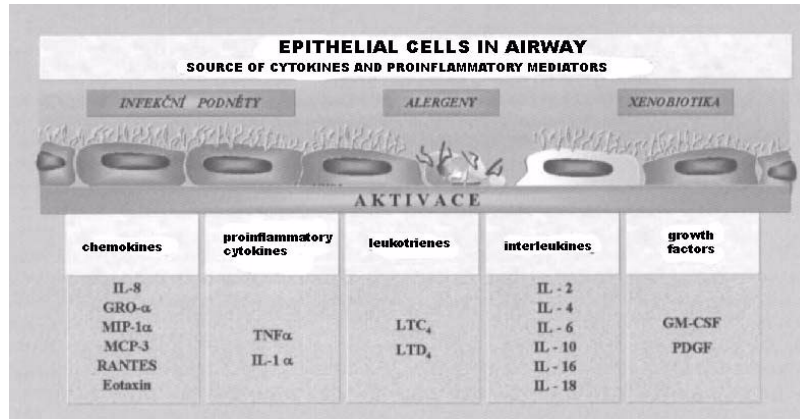 EPITHELIAL CELLS IN AIRWAY
SOURCE OF CYTOKINES AND PROINFLAMMATORY MEDIATORS
INFEKČNÍ PODNĚTY
ALERGENY
XENOBIOTIKA
AKTIVACE
chemokines
IL-8
GRO-α
MIP-1α
MCP-3
RANTES
Eotaxin
proinflammatory
cytokines
TNFα
IL-1 α
leukotrienes
LTC₄
LTD₄
interleukines
IL - 2
IL - 4
IL - 6
IL - 10
IL - 16
IL - 18
growth
factors
GM-CSF
PDGF